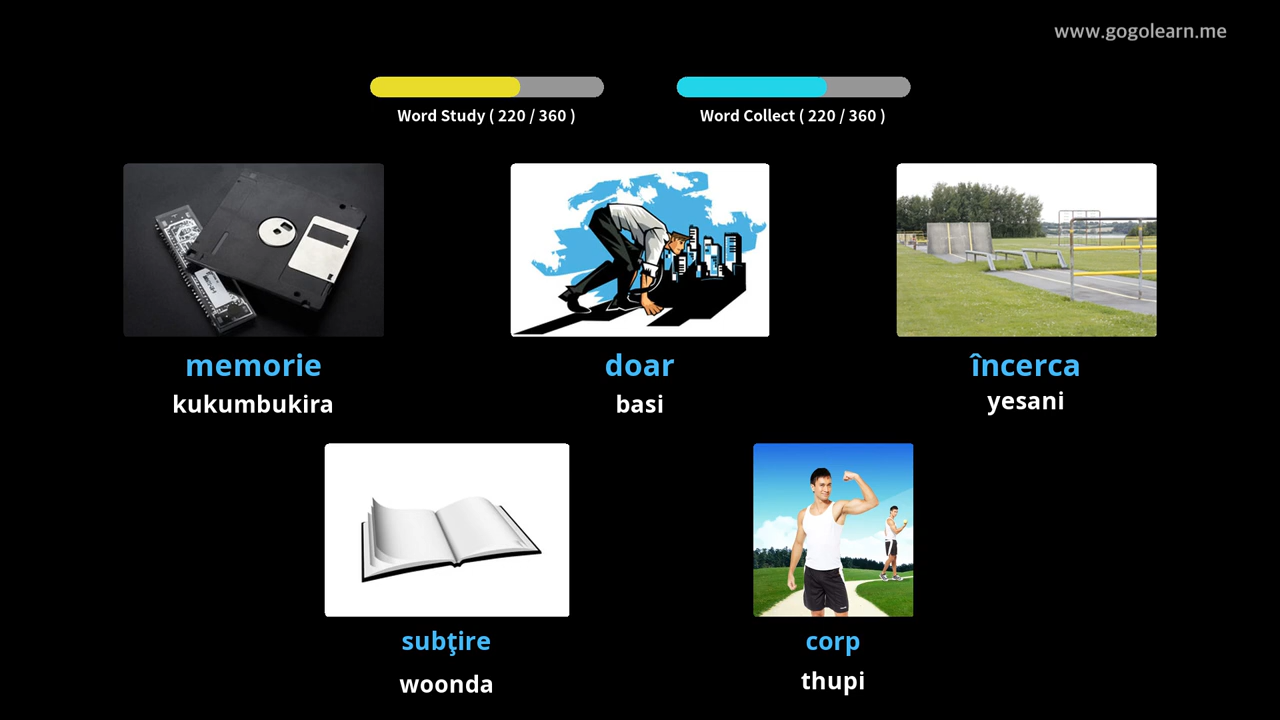 www.gogolearn.me
Word Study ( 220 / 360 )
Word Collect ( 220 / 360 )
memorie
kukumbukira
doar
basi
încerca
yesani
subţire
woonda
corp
thupi